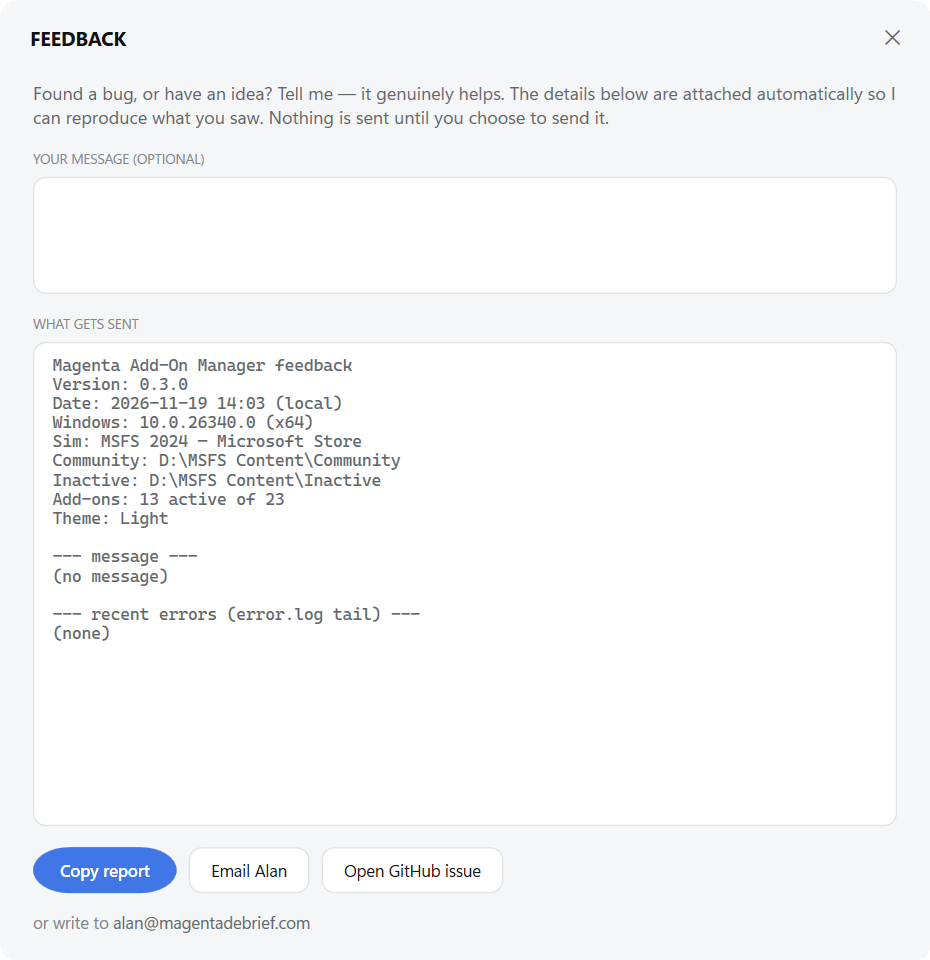 FEEDBACK
Found a bug, or have an idea? Tell me — it genuinely helps. The details below are attached automatically so I
can reproduce what you saw. Nothing is sent until you choose to send it.
YOUR MESSAGE (OPTIONAL)
WHAT GETS SENT
Magenta Add-On Manager feedback
Version: 0.3.0
Date: 2026-11-19 14:03 (local)
Windows: 10.0.26340.0 (x64)
Sim: MSFS 2024 — Microsoft Store
Community: D:\MSFS Content\Community
Inactive: D:\MSFS Content\Inactive
Add-ons: 13 active of 23
Theme: Light
--- message ---
(no message)
--- recent errors (error.log tail) ---
(none)
Copy report
Email Alan
Open GitHub issue
or write to alan@magentadebrief.com